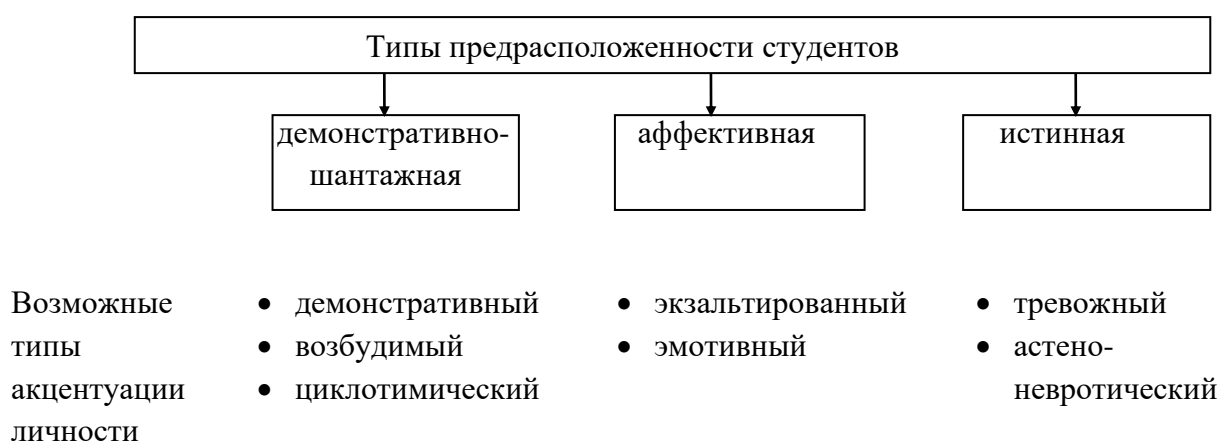 Типы предрасположенности студентов
демонстративно-
шантажная
аффективная
истинная
Возможные
типы
акцентуации
личности
• демонстративный
• возбудимый
• циклотимический
• экзальтированный
• эмотивный
• тревожный
• астено-
невротический